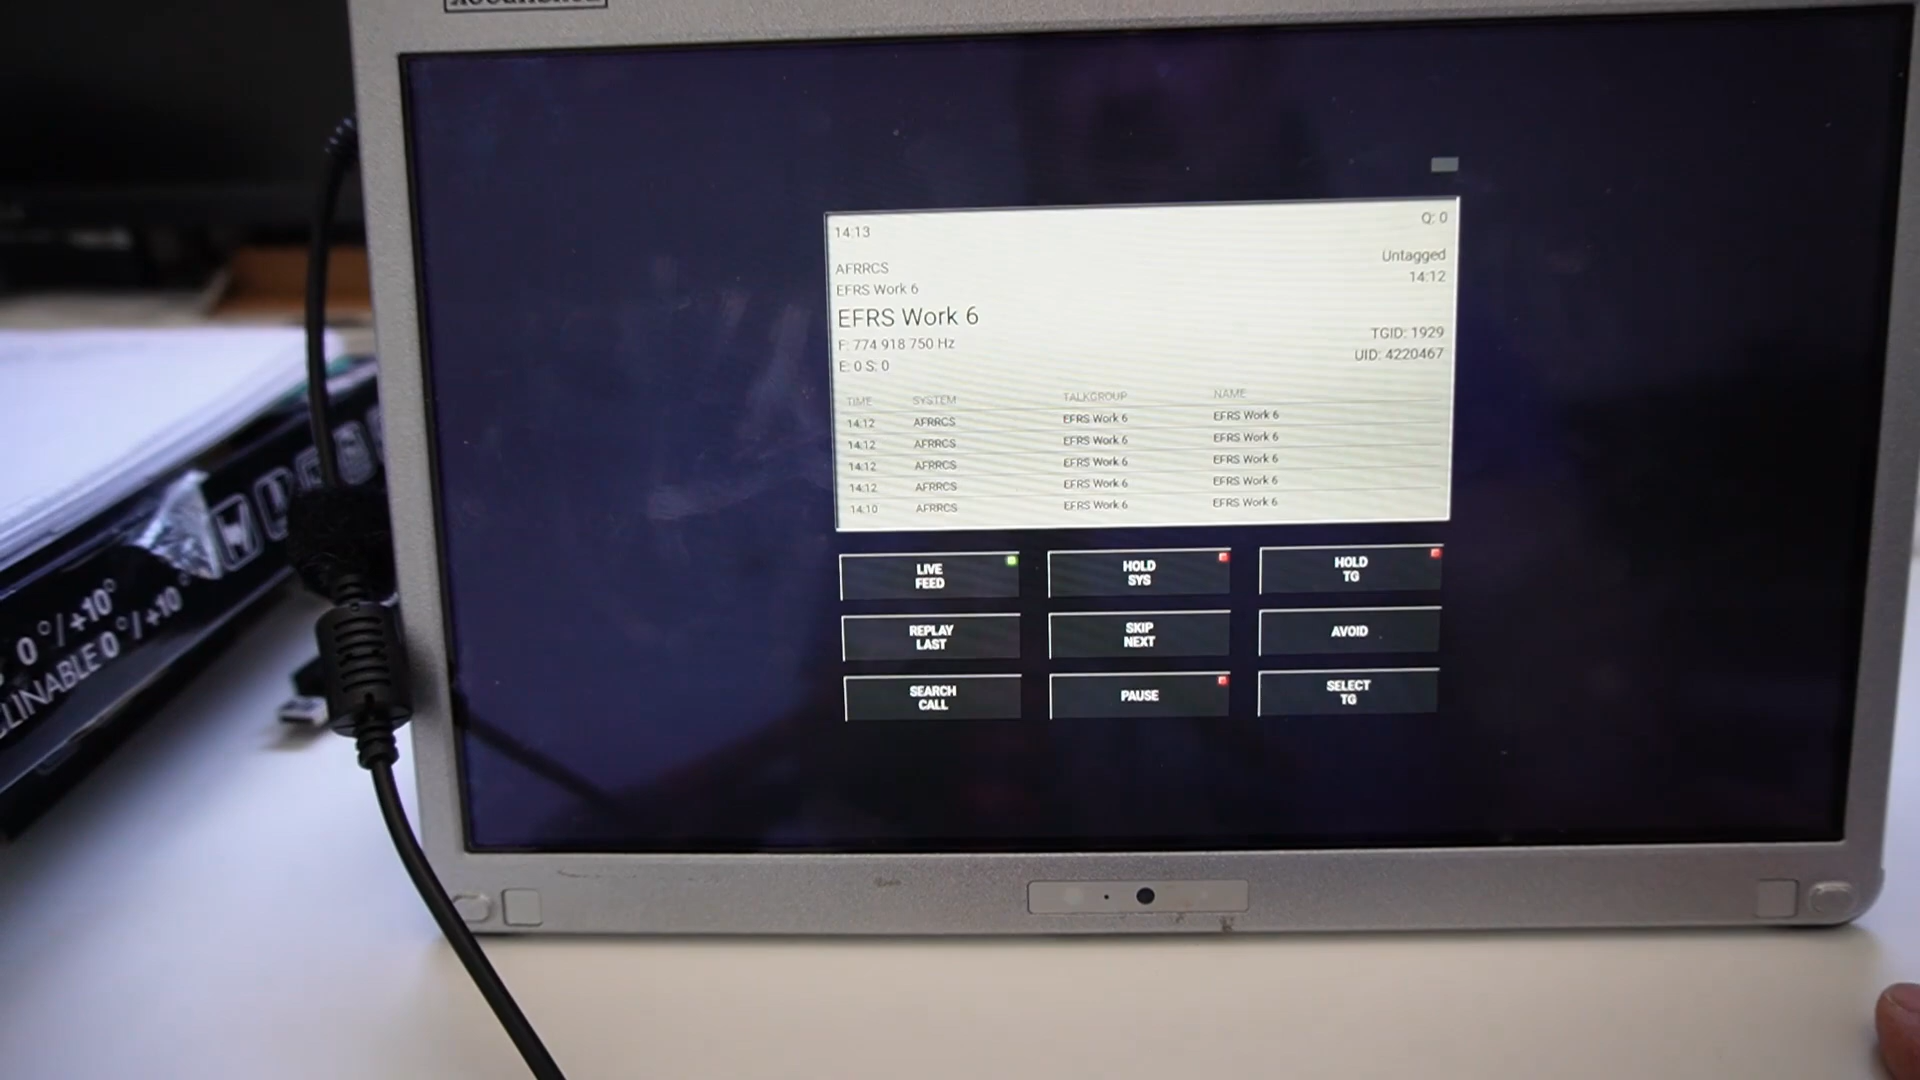 14:13
Q: 0
AFRRCS
Untagged
EFRS Work 6
14:12
EFRS Work 6
F: 774 918 750 Hz
TGID: 1929
E: 0 S: 0
UID: 4220467
TIME SYSTEM TALKGROUP NAME
14:12 AFRRCS EFRS Work 6 EFRS Work 6
14:12 AFRRCS EFRS Work 6 EFRS Work 6
14:12 AFRRCS EFRS Work 6 EFRS Work 6
14:12 AFRRCS EFRS Work 6 EFRS Work 6
14:10 AFRRCS EFRS Work 6 EFRS Work 6
LIVE
FEED
HOLD
SYS
HOLD
TG
REPLAY
LAST
SKIP
NEXT
AVOID
SEARCH
CALL
PAUSE
SELECT
TG
0°/+10°
0°/+10°